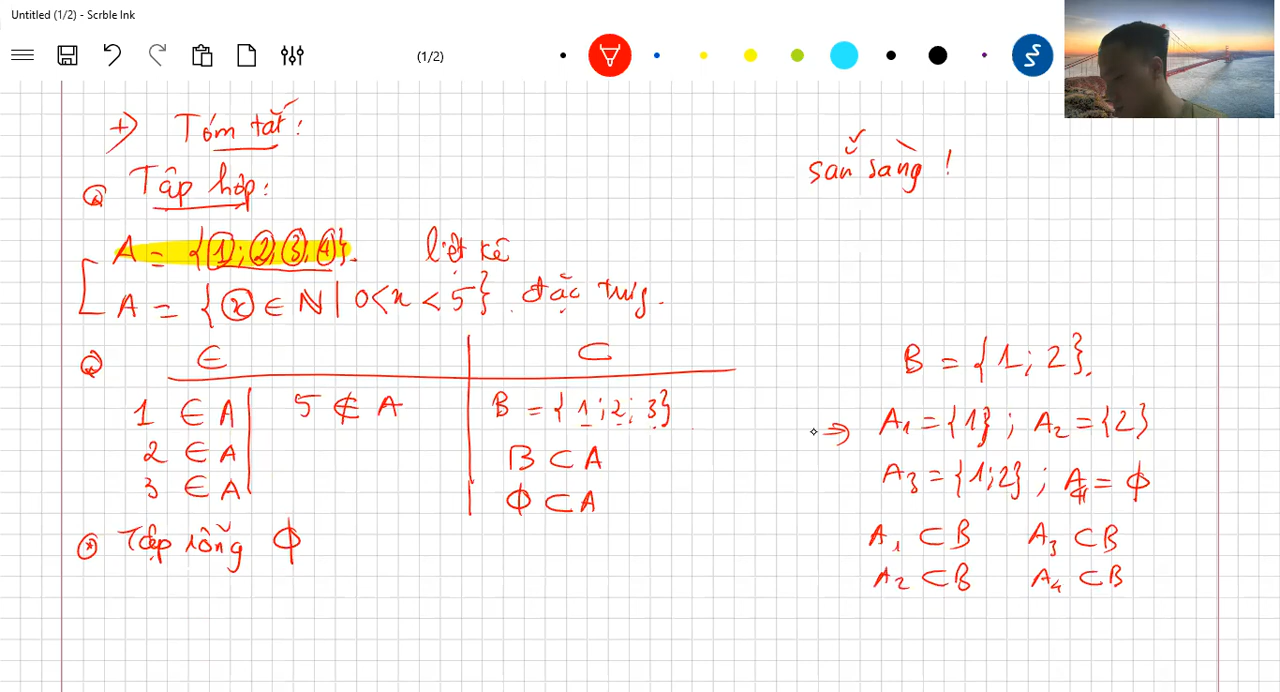 Untitled (1/2) - Scrble Ink
(1/2)
+) Tóm tắt:
Tập hợp:
sẵn sàng!
A = {1; 2; 3; 4}. liệt kê
A = {x ∈ ℕ | 0 < x < 5}. đặc trưng.
∈ ⊂
1 ∈ A 5 ∉ A B = {1; 2; 3}
2 ∈ A B ⊂ A
3 ∈ A ϕ ⊂ A
Tập rỗng ϕ
B = {1; 2}.
⇒ A₁ = {1}; A₂ = {2}
A₃ = {1; 2}; A₄ = ϕ
A₁ ⊂ B A₃ ⊂ B
A₂ ⊂ B A₄ ⊂ B